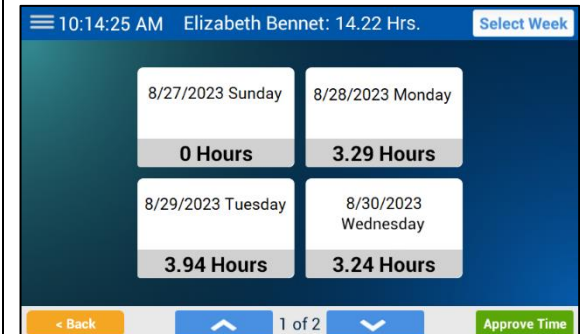 10:14:25 AM Elizabeth Bennet: 14.22 Hrs. Select Week
8/27/2023 Sunday
0 Hours
8/28/2023 Monday
3.29 Hours
8/29/2023 Tuesday
3.94 Hours
8/30/2023
Wednesday
3.24 Hours
< Back 1 of 2 Approve Time